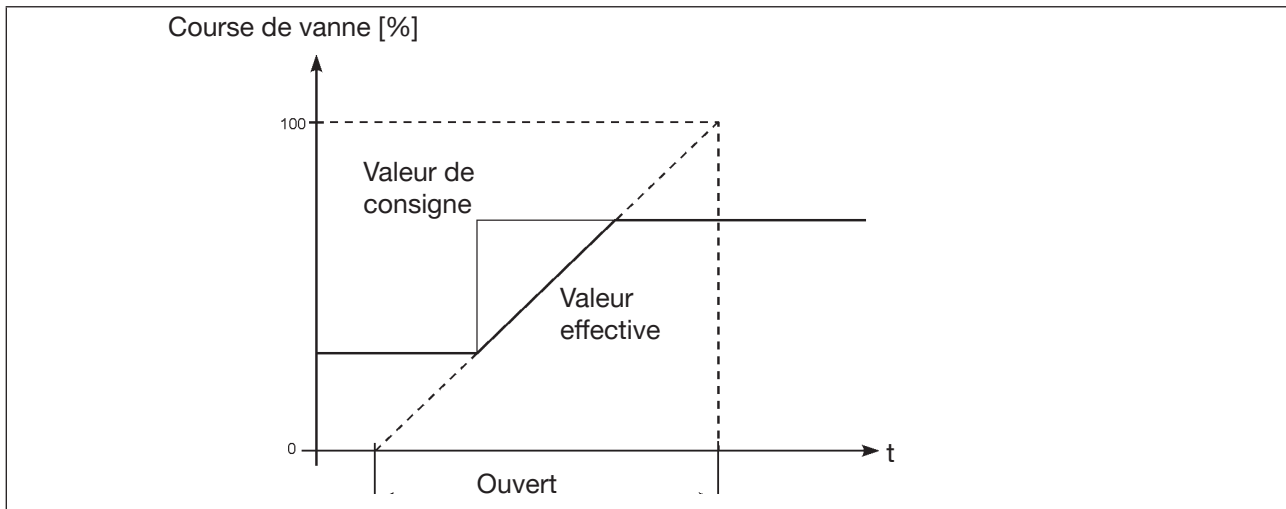 Course de vanne [%]
100
Valeur de
consigne
Valeur
effective
0
t
Ouvert